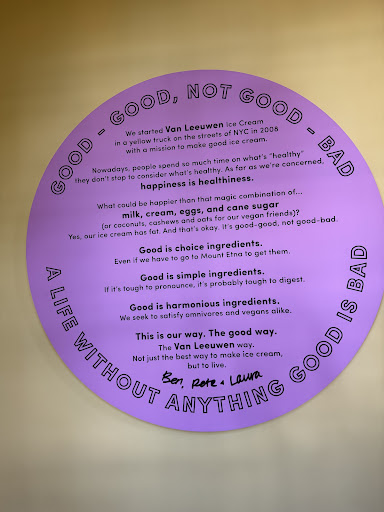 GOOD - GOOD, NOT GOOD - BAD
We started Van Leeuwen Ice Cream
in a yellow truck on the streets of NYC in 2008
with a mission to make good ice cream.
Nowadays, people spend so much time on what's "healthy"
they don't stop to consider what's healthy. As far as we're concerned,
happiness is healthiness.
What could be happier than that magic combination of...
milk, cream, eggs, and cane sugar
(or coconuts, cashews and oats for our vegan friends)?
Yes, our ice cream has fat. And that's okay. It's good-good, not good-bad.
Good is choice ingredients.
Even if we have to go to Mount Etna to get them.
Good is simple ingredients.
If it's tough to pronounce, it's probably tough to digest.
Good is harmonious ingredients.
We seek to satisfy omnivores and vegans alike.
This is our way. The good way.
The Van Leeuwen way.
Not just the best way to make ice cream,
but to live.
Ben, Pete + Laura
A LIFE WITHOUT ANYTHING GOOD IS BAD